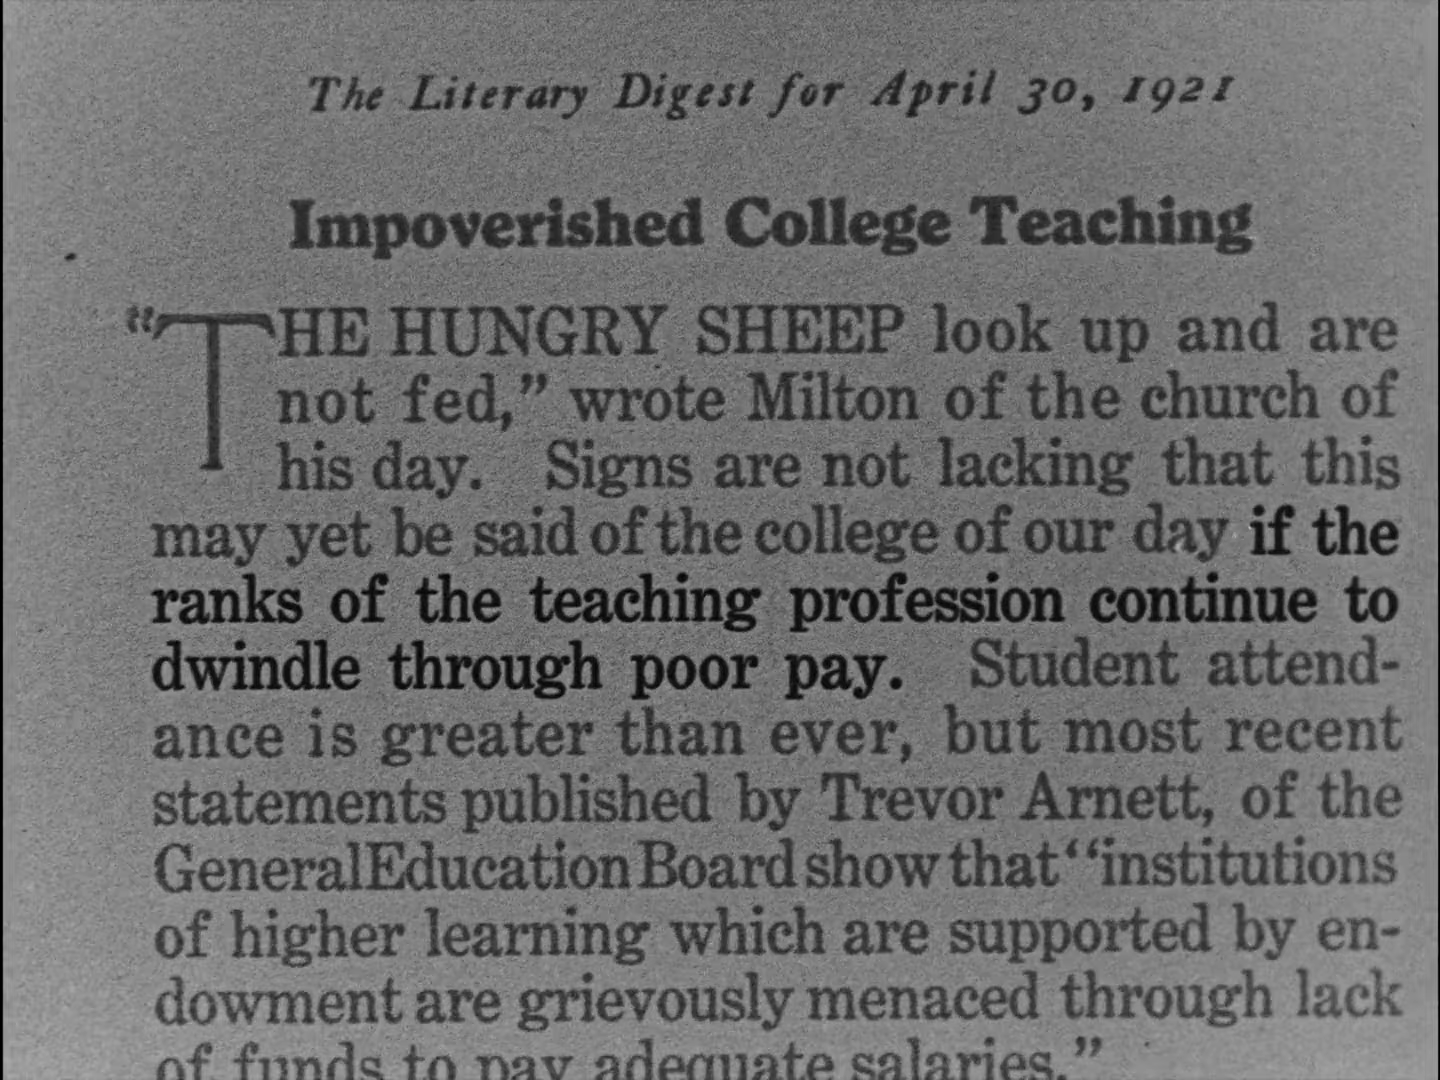 The Literary Digest for April 30, 1921
Impoverished College Teaching
“THE HUNGRY SHEEP look up and are
not fed,” wrote Milton of the church of
his day. Signs are not lacking that this
may yet be said of the college of our day if the
ranks of the teaching profession continue to
dwindle through poor pay. Student attend-
ance is greater than ever, but most recent
statements published by Trevor Arnett, of the
General Education Board show that “institutions
of higher learning which are supported by en-
dowment are grievously menaced through lack
of funds to pay adequate salaries.”